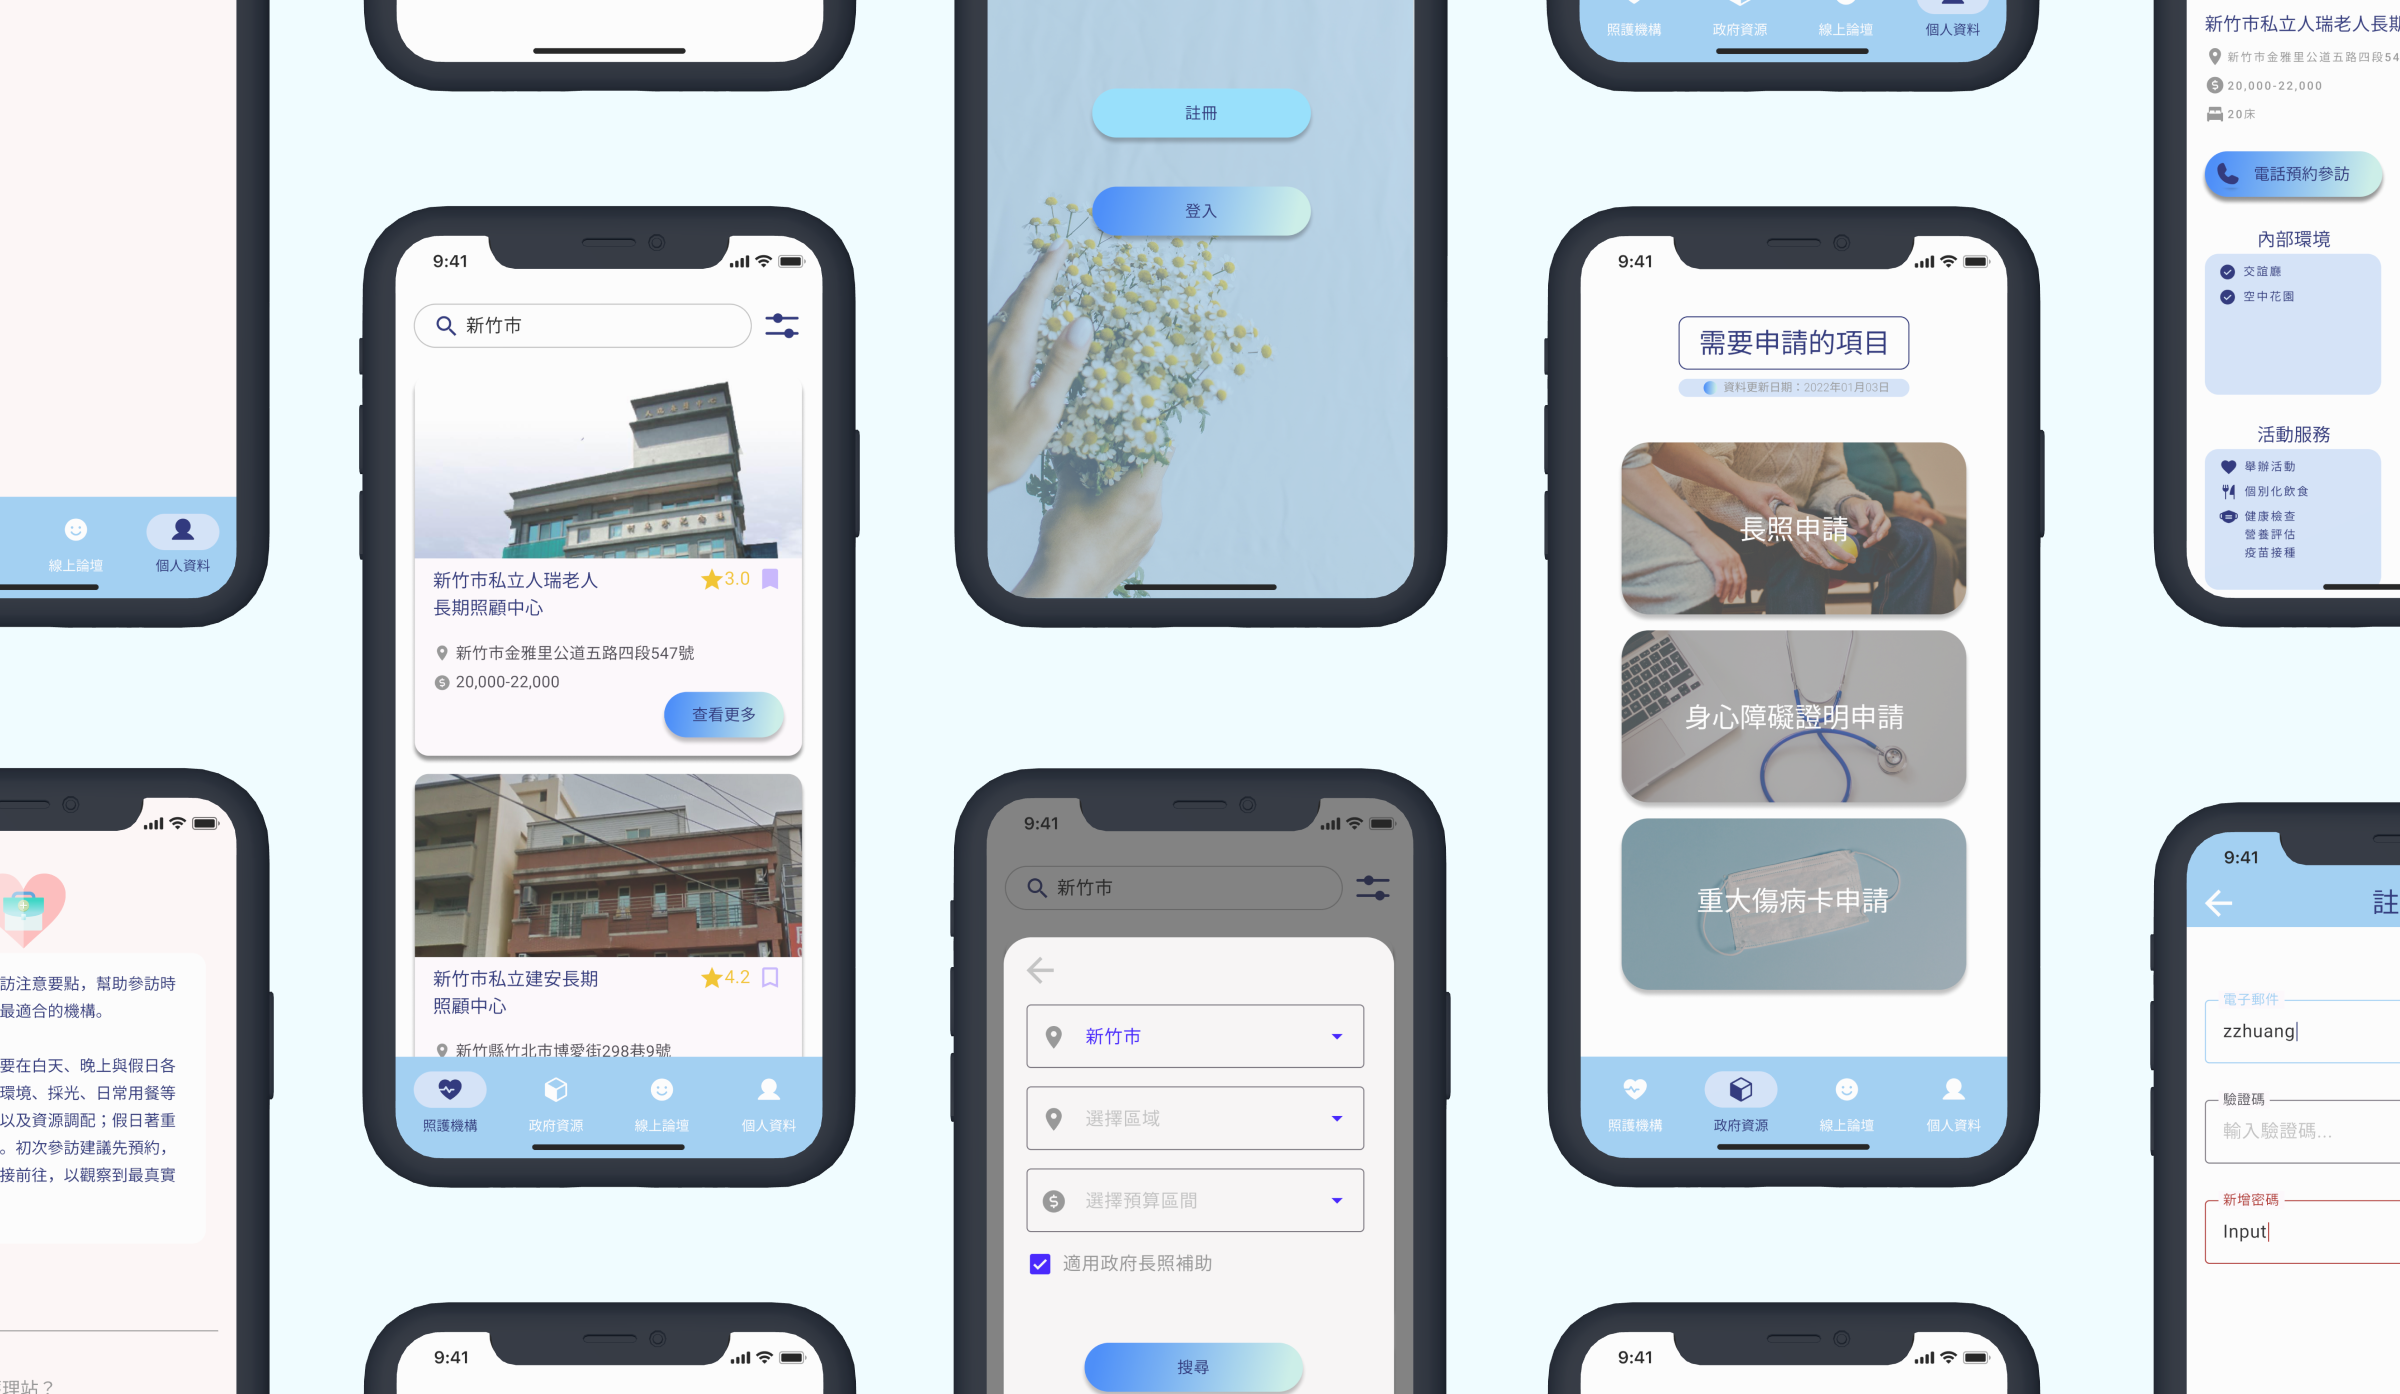 線上論壇
個人資料
訪注意要點，幫助參訪時
最適合的機構。
要在白天、晚上與假日各
環境、採光、日常用餐等
以及資源調配；假日著重
。初次參訪建議先預約，
接前往，以觀察到最真實
理站？
9:41
新竹市
新竹市私立人瑞老人
長期照顧中心
3.0
新竹市金雅里公道五路四段547號
20,000-22,000
查看更多
新竹市私立建安長期
照顧中心
4.2
新竹縣竹北市博愛街298巷9號
照護機構
政府資源
線上論壇
個人資料
9:41
註冊
登入
9:41
新竹市
新竹市
選擇區域
選擇預算區間
適用政府長照補助
搜尋
照護機構
政府資源
線上論壇
個人資料
9:41
需要申請的項目
資料更新日期：2022年01月03日
長照申請
身心障礙證明申請
重大傷病卡申請
照護機構
政府資源
線上論壇
個人資料
9:41
新竹市私立人瑞老人長期
新竹市金雅里公道五路四段54
20,000-22,000
20床
電話預約參訪
內部環境
交誼廳
空中花園
活動服務
舉辦活動
個別化飲食
健康檢查
營養評估
疫苗接種
9:41
註
電子郵件
zzhuang
驗證碼
輸入驗證碼...
新增密碼
Input